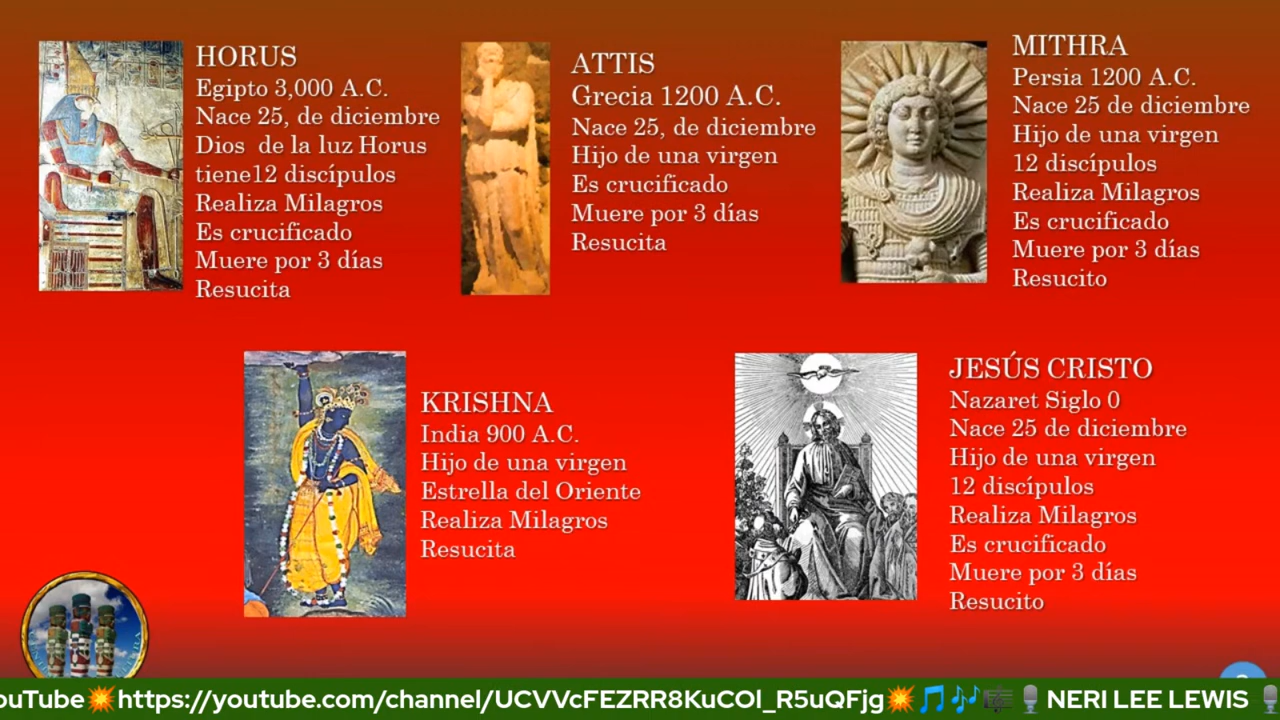 HORUS
Egipto 3,000 A.C.
Nace 25, de diciembre
Dios  de la luz Horus
tiene12 discípulos
Realiza Milagros
Es crucificado
Muere por 3 días
Resucita
ATTIS
Grecia 1200 A.C.
Nace 25, de diciembre
Hijo de una virgen
Es crucificado
Muere por 3 días
Resucita
MITHRA
Persia 1200 A.C.
Nace 25 de diciembre
Hijo de una virgen
12 discípulos
Realiza Milagros
Es crucificado
Muere por 3 días
Resucito
KRISHNA
India 900 A.C.
Hijo de una virgen
Estrella del Oriente
Realiza Milagros
Resucita
JESÚS CRISTO
Nazaret Siglo 0
Nace 25 de diciembre
Hijo de una virgen
12 discípulos
Realiza Milagros
Es crucificado
Muere por 3 días
Resucito
ouTube💥https://youtube.com/channel/UCVVcFEZRR8KuCOl_R5uQFjg💥🎵🎶🎼🎙️NERI LEE LEWIS🎙️